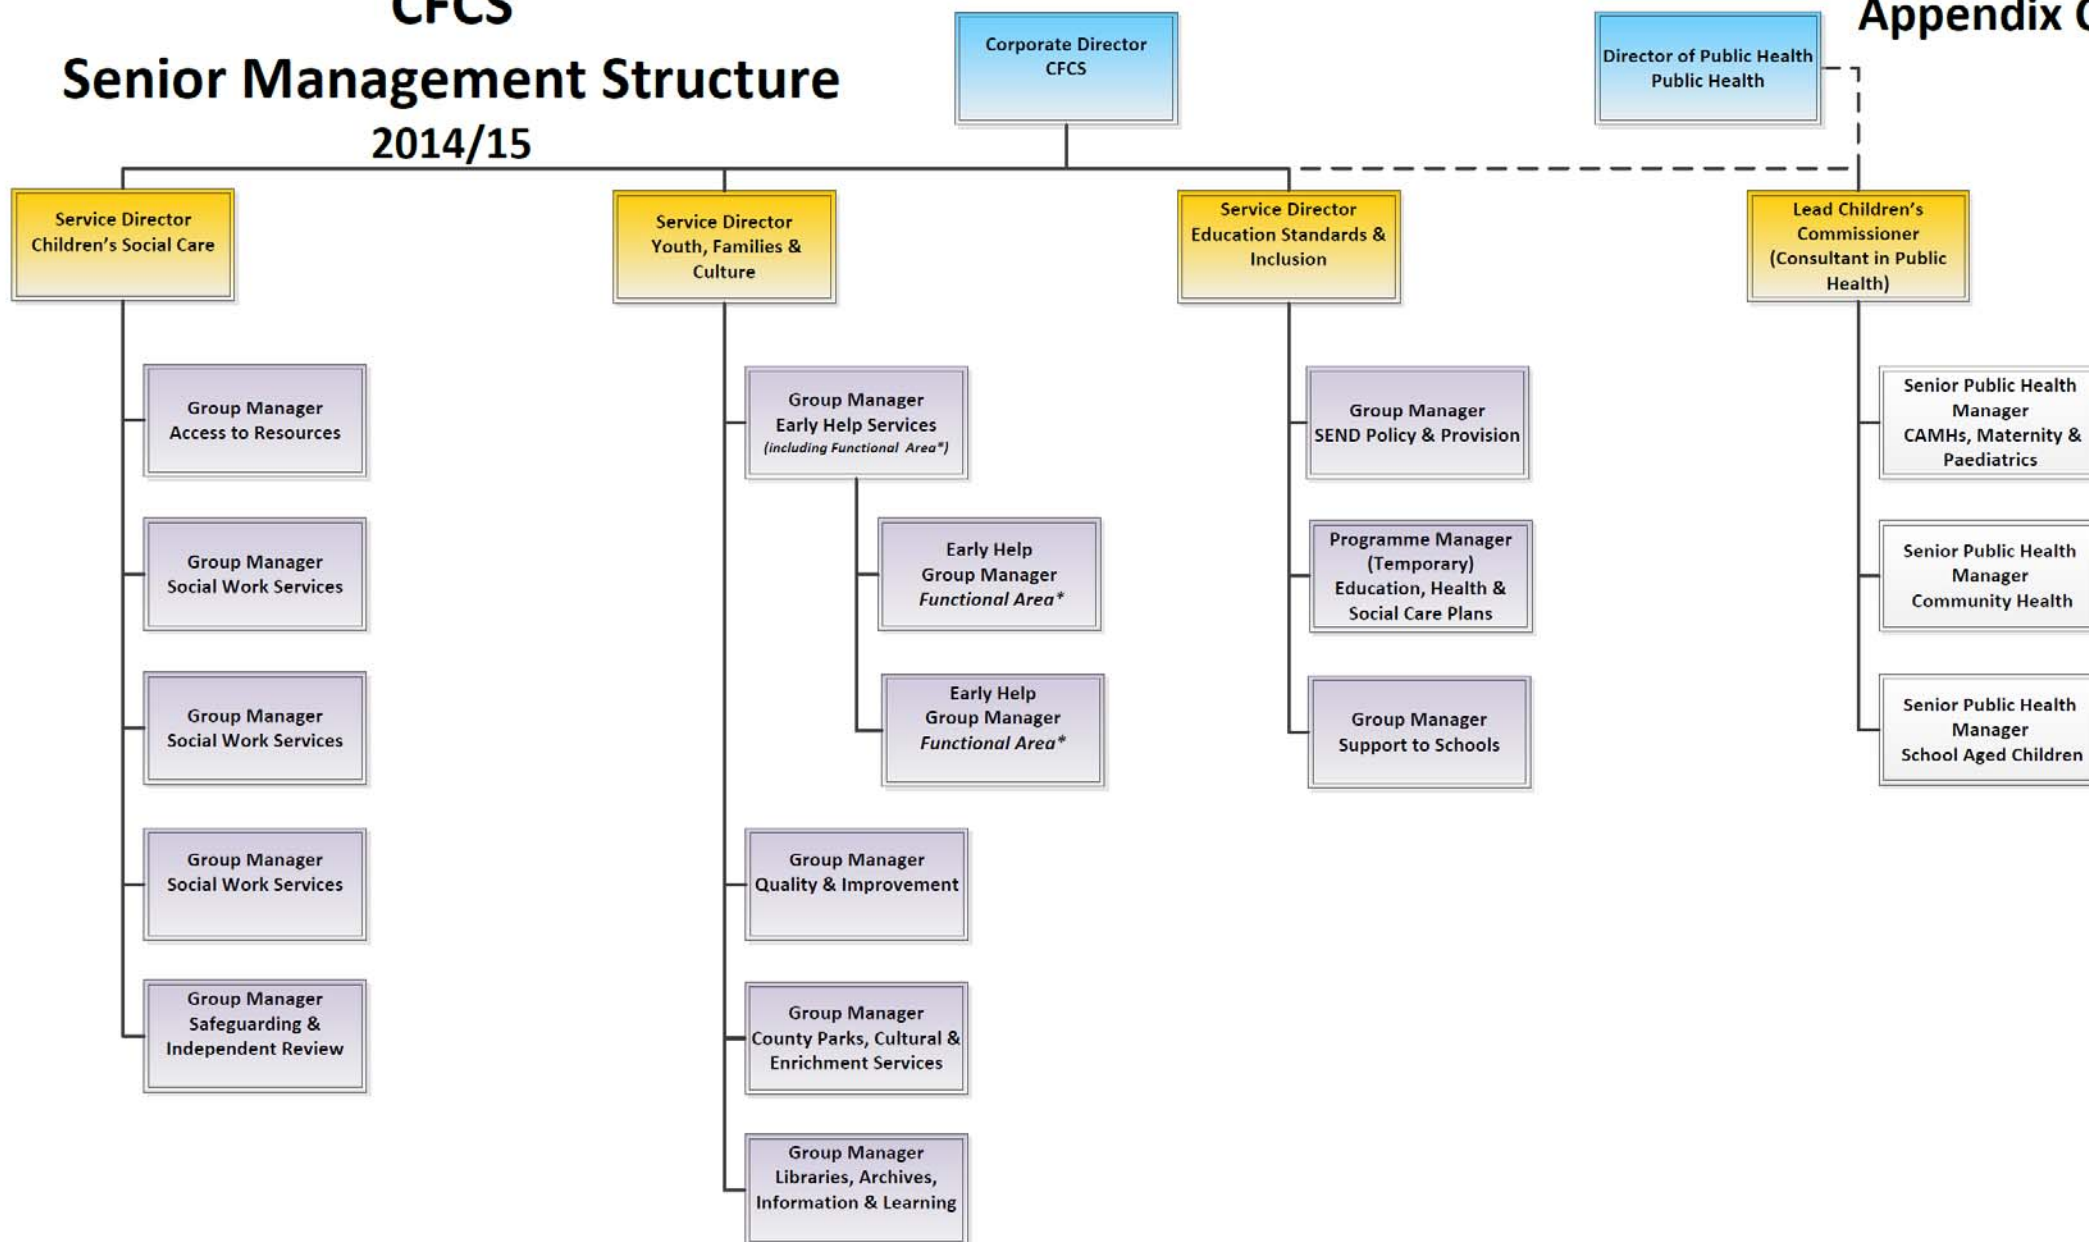 CFCS
Senior Management Structure
2014/15
Appendix
Corporate Director
CFCS
Director of Public Health
Public Health
Service Director
Children's Social Care
Service Director
Youth, Families &
Culture
Service Director
Education Standards &
Inclusion
Lead Children's
Commissioner
(Consultant in Public
Health)
Group Manager
Access to Resources
Group Manager
Social Work Services
Group Manager
Social Work Services
Group Manager
Social Work Services
Group Manager
Safeguarding &
Independent Review
Group Manager
Early Help Services
(including Functional Area*)
Early Help
Group Manager
Functional Area*
Early Help
Group Manager
Functional Area*
Group Manager
Quality & Improvement
Group Manager
County Parks, Cultural &
Enrichment Services
Group Manager
Libraries, Archives,
Information & Learning
Group Manager
SEND Policy & Provision
Programme Manager
(Temporary)
Education, Health &
Social Care Plans
Group Manager
Support to Schools
Senior Public Health
Manager
CAMHs, Maternity &
Paediatrics
Senior Public Health
Manager
Community Health
Senior Public Health
Manager
School Aged Children